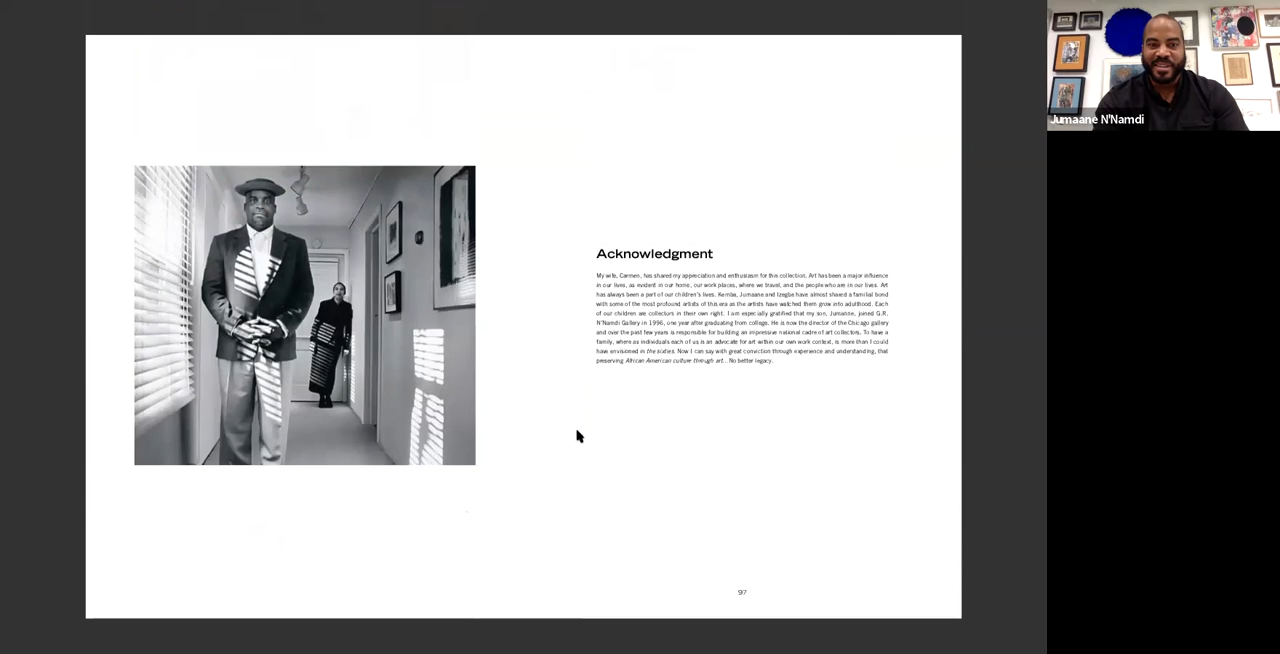 Jumaane N'Namdi
Acknowledgment
My wife, Carmen, has shared my appreciation and enthusiasm for this collection. Art has been a major influence
in our lives, as evident in our home, our work places, where we travel, and the people who are in our lives. Art
has always been a part of our children's lives. Kemba, Jumaane and Izegbe have almost shared a familial bond
with some of the most profound artists of this era as the artists have watched them grow into adulthood. Each
of our children are collectors in their own right. I am especially gratified that my son, Jumaane, joined G.R.
N'Namdi Gallery in 1996, one year after graduating from college. He is now the director of the Chicago gallery
and over the past few years is responsible for building an impressive national cadre of art collectors. To have a
family, where as individuals each of us is an advocate for art within our own work context, is more than I could
have envisioned in the sixties. Now I can say with great conviction through experience and understanding, that
preserving African American culture through art... No better legacy.
97